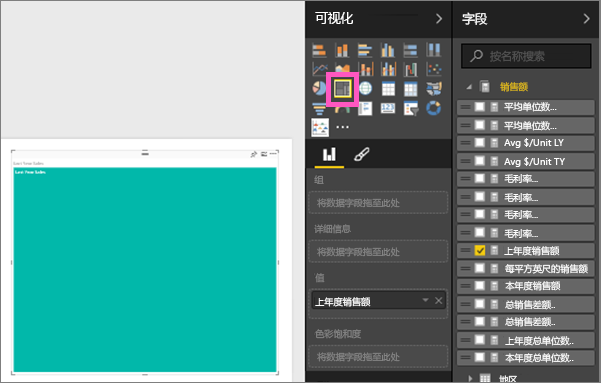 可视化
字段
按名称搜索
销售额
平均单位数...
平均单位数...
Avg $/Unit LY
Avg $/Unit TY
毛利率...
毛利率...
毛利率...
毛利率...
上年度销售额
每平方英尺的销售额
本年度销售额
总销售差额..
总销售差额..
上年度总单位数..
本年度总单位数..
地区
组
将数据字段拖至此处
详细信息
将数据字段拖至此处
值
上年度销售额
色彩饱和度
将数据字段拖至此处
Last Year Sales
Last Year Sales